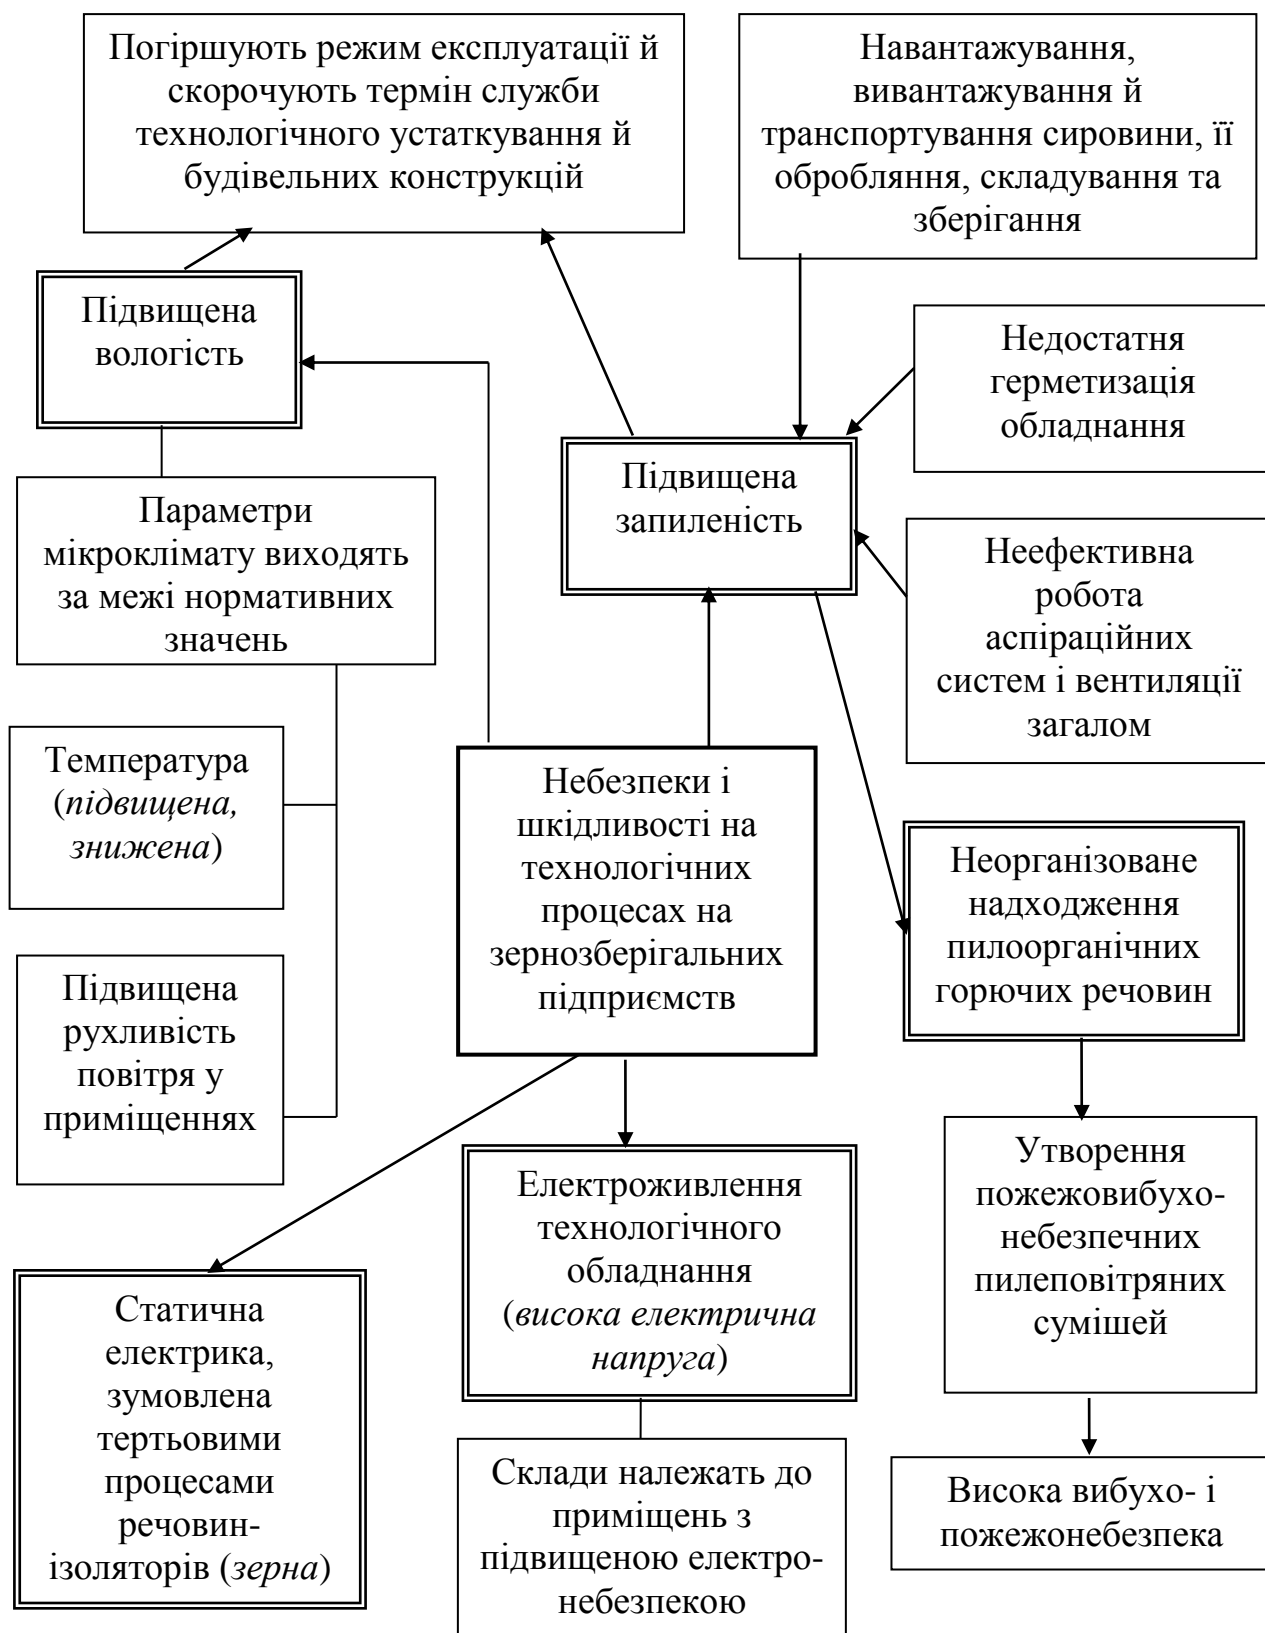 Погіршують режим експлуатації й
скорочують термін служби
технологічного устаткування й
будівельних конструкцій
Навантажування,
вивантажування й
транспортування сировини, її
обробляння, складування та
зберігання
Підвищена
вологість
Недостатня
герметизація
обладнання
Підвищена
запиленість
Параметри
мікроклімату виходять
за межі нормативних
значень
Неефективна
робота
аспіраційних
систем і вентиляції
загалом
Температура
(підвищена,
знижена)
Небезпеки і
шкідливості на
технологічних
процесах на
зернозберігальних
підприємств
Неорганізоване
надходження
пилоорганічних
горючих речовин
Підвищена
рухливість
повітря у
приміщеннях
Утворення
пожежовибухо-
небезпечних
пилеповітряних
сумішей
Електроживлення
технологічного
обладнання
(висока електрична
напруга)
Статична
електрика,
зумовлена
тертьовими
процесами
речовин-
ізоляторів (зерна)
Склади належать до
приміщень з
підвищеною електро-
небезпекою
Висока вибухо- і
пожежонебезпека